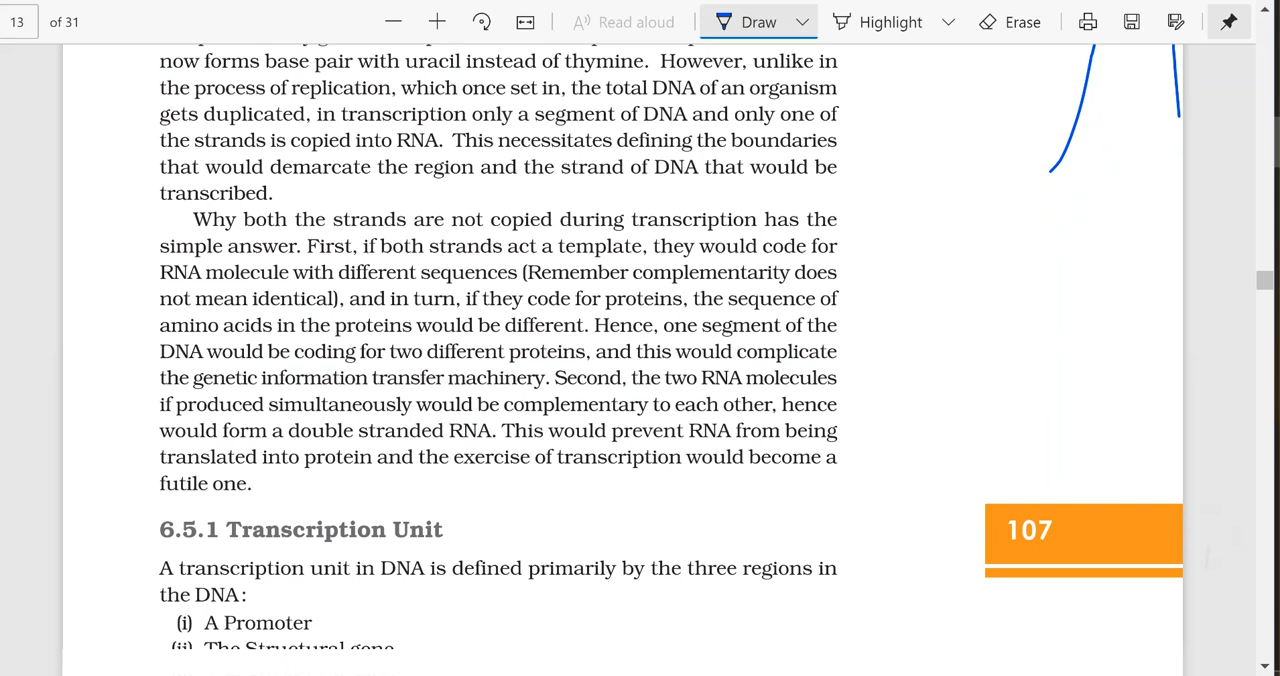 13 of 31 Read aloud Draw Highlight Erase
now forms base pair with uracil instead of thymine. However, unlike in
the process of replication, which once set in, the total DNA of an organism
gets duplicated, in transcription only a segment of DNA and only one of
the strands is copied into RNA. This necessitates defining the boundaries
that would demarcate the region and the strand of DNA that would be
transcribed.
Why both the strands are not copied during transcription has the
simple answer. First, if both strands act a template, they would code for
RNA molecule with different sequences (Remember complementarity does
not mean identical), and in turn, if they code for proteins, the sequence of
amino acids in the proteins would be different. Hence, one segment of the
DNA would be coding for two different proteins, and this would complicate
the genetic information transfer machinery. Second, the two RNA molecules
if produced simultaneously would be complementary to each other, hence
would form a double stranded RNA. This would prevent RNA from being
translated into protein and the exercise of transcription would become a
futile one.
6.5.1 Transcription Unit
107
A transcription unit in DNA is defined primarily by the three regions in
the DNA:
(i) A Promoter
(ii) The Structural gene